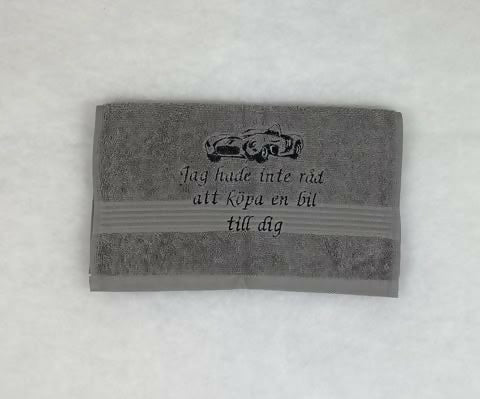 Jag hade inte råd
att köpa en bil
till dig